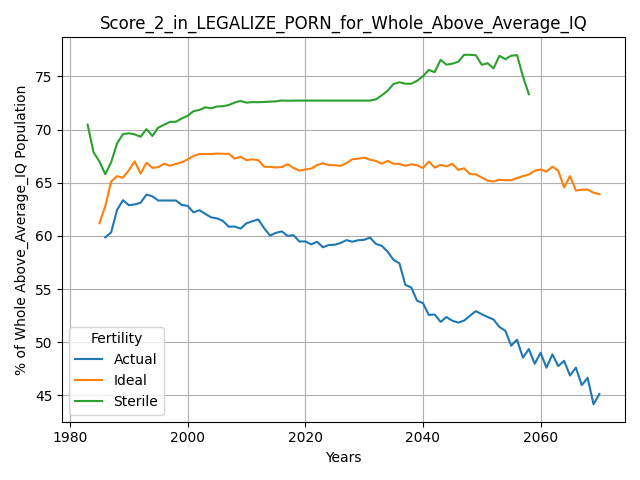 Score_2_in_LEGALIZE_PORN_for_Whole_Above_Average_IQ
% of Whole Above_Average_IQ Population
75
70
65
60
55
50
45
Fertility
Actual
Ideal
Sterile
1980
2000
2020
2040
2060
Years